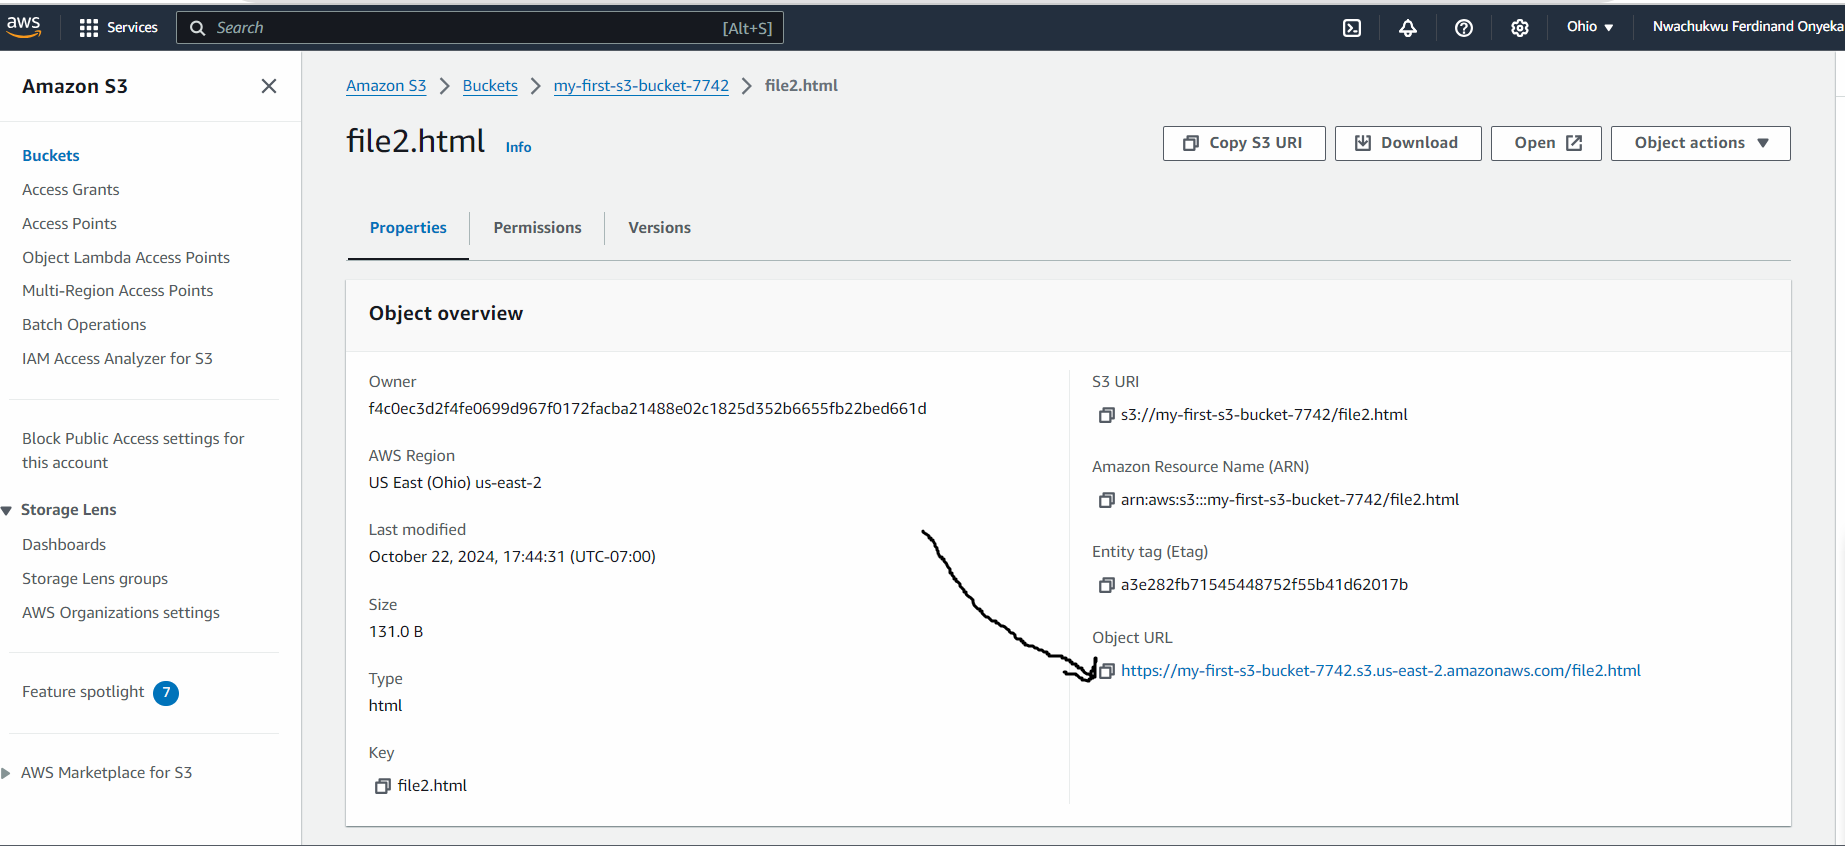 aws
Services
Search
[Alt+S]
Ohio
Nwachukwu Ferdinand Onyeka
Amazon S3
Buckets
Access Grants
Access Points
Object Lambda Access Points
Multi-Region Access Points
Batch Operations
IAM Access Analyzer for S3
Block Public Access settings for
this account
Storage Lens
Dashboards
Storage Lens groups
AWS Organizations settings
Feature spotlight 7
AWS Marketplace for S3
Amazon S3 > Buckets > my-first-s3-bucket-7742 > file2.html
file2.html Info
Copy S3 URI
Download
Open
Object actions
Properties
Permissions
Versions
Object overview
Owner
f4c0ec3d2f4fe0699d967f0172facba21488e02c1825d352b6655fb22bed661d
AWS Region
US East (Ohio) us-east-2
Last modified
October 22, 2024, 17:44:31 (UTC-07:00)
Size
131.0 B
Type
html
Key
file2.html
S3 URI
s3://my-first-s3-bucket-7742/file2.html
Amazon Resource Name (ARN)
arn:aws:s3:::my-first-s3-bucket-7742/file2.html
Entity tag (Etag)
a3e282fb71545448752f55b41d62017b
Object URL
https://my-first-s3-bucket-7742.s3.us-east-2.amazonaws.com/file2.html